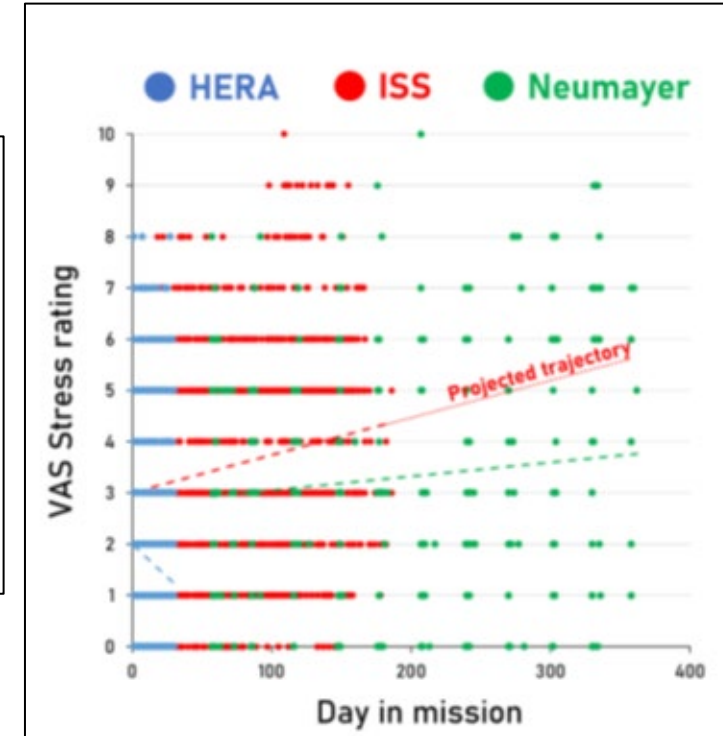 HERA ISS Neumayer
10
9
8
7
6
5
4
3
2
1
0
VAS Stress rating
Projected trajectory
0 100 200 300 400
Day in mission